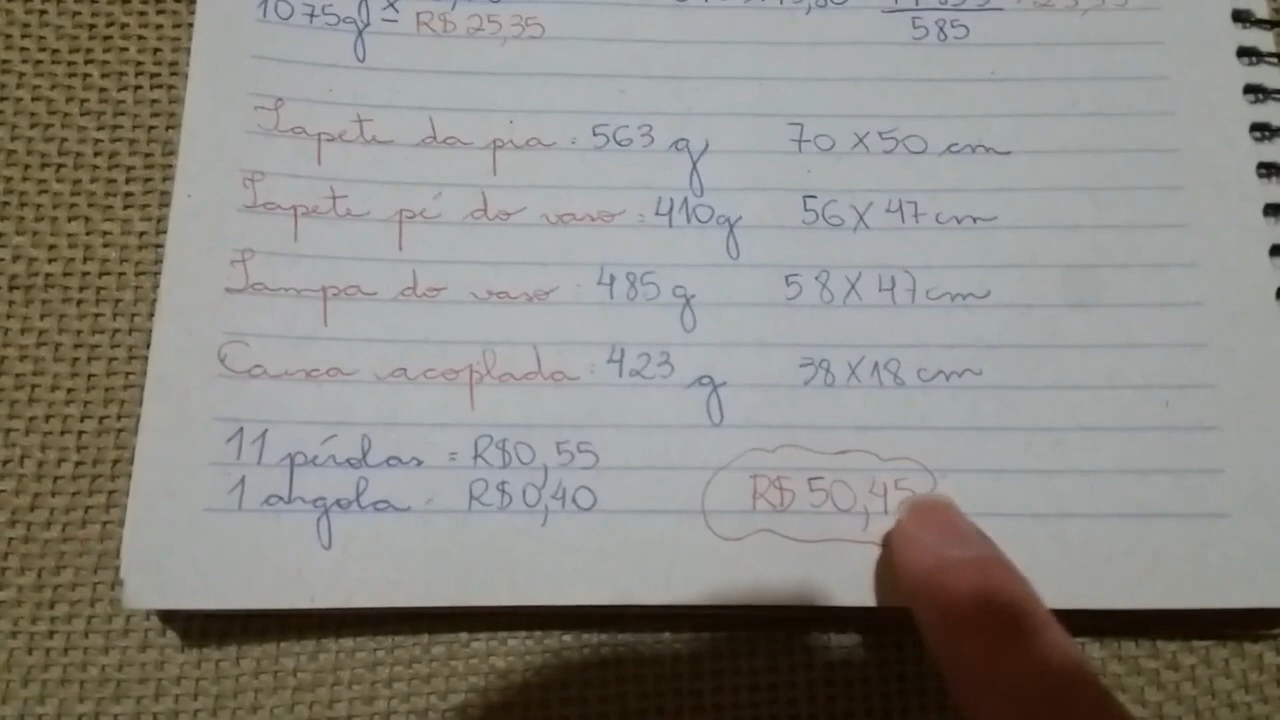 1075g = R$ 25,35
585
Tapete da pia: 563 g 70 X 50 cm
Tapete pé do vaso: 410g 56 X 47 cm
Tampa do vaso: 485 g 58 X 47 cm
Caixa acoplada: 423 g 38 X 18 cm
11 pérolas = R$0,55
1 argola = R$0,40 R$ 50,45